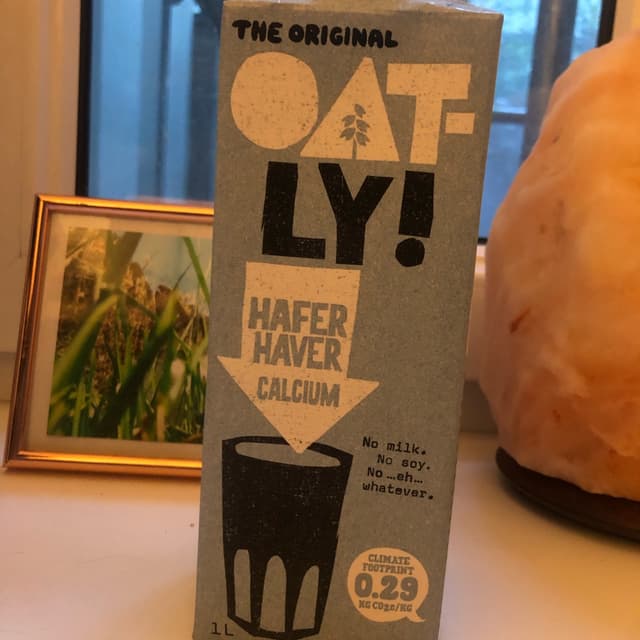 THE ORIGINAL
OAT-
LY!
HAFER
HAVER
CALCIUM
No milk.
No soy.
No …eh…
whatever.
CLIMATE
FOOTPRINT
0.29
KG CO2e/KG
1L